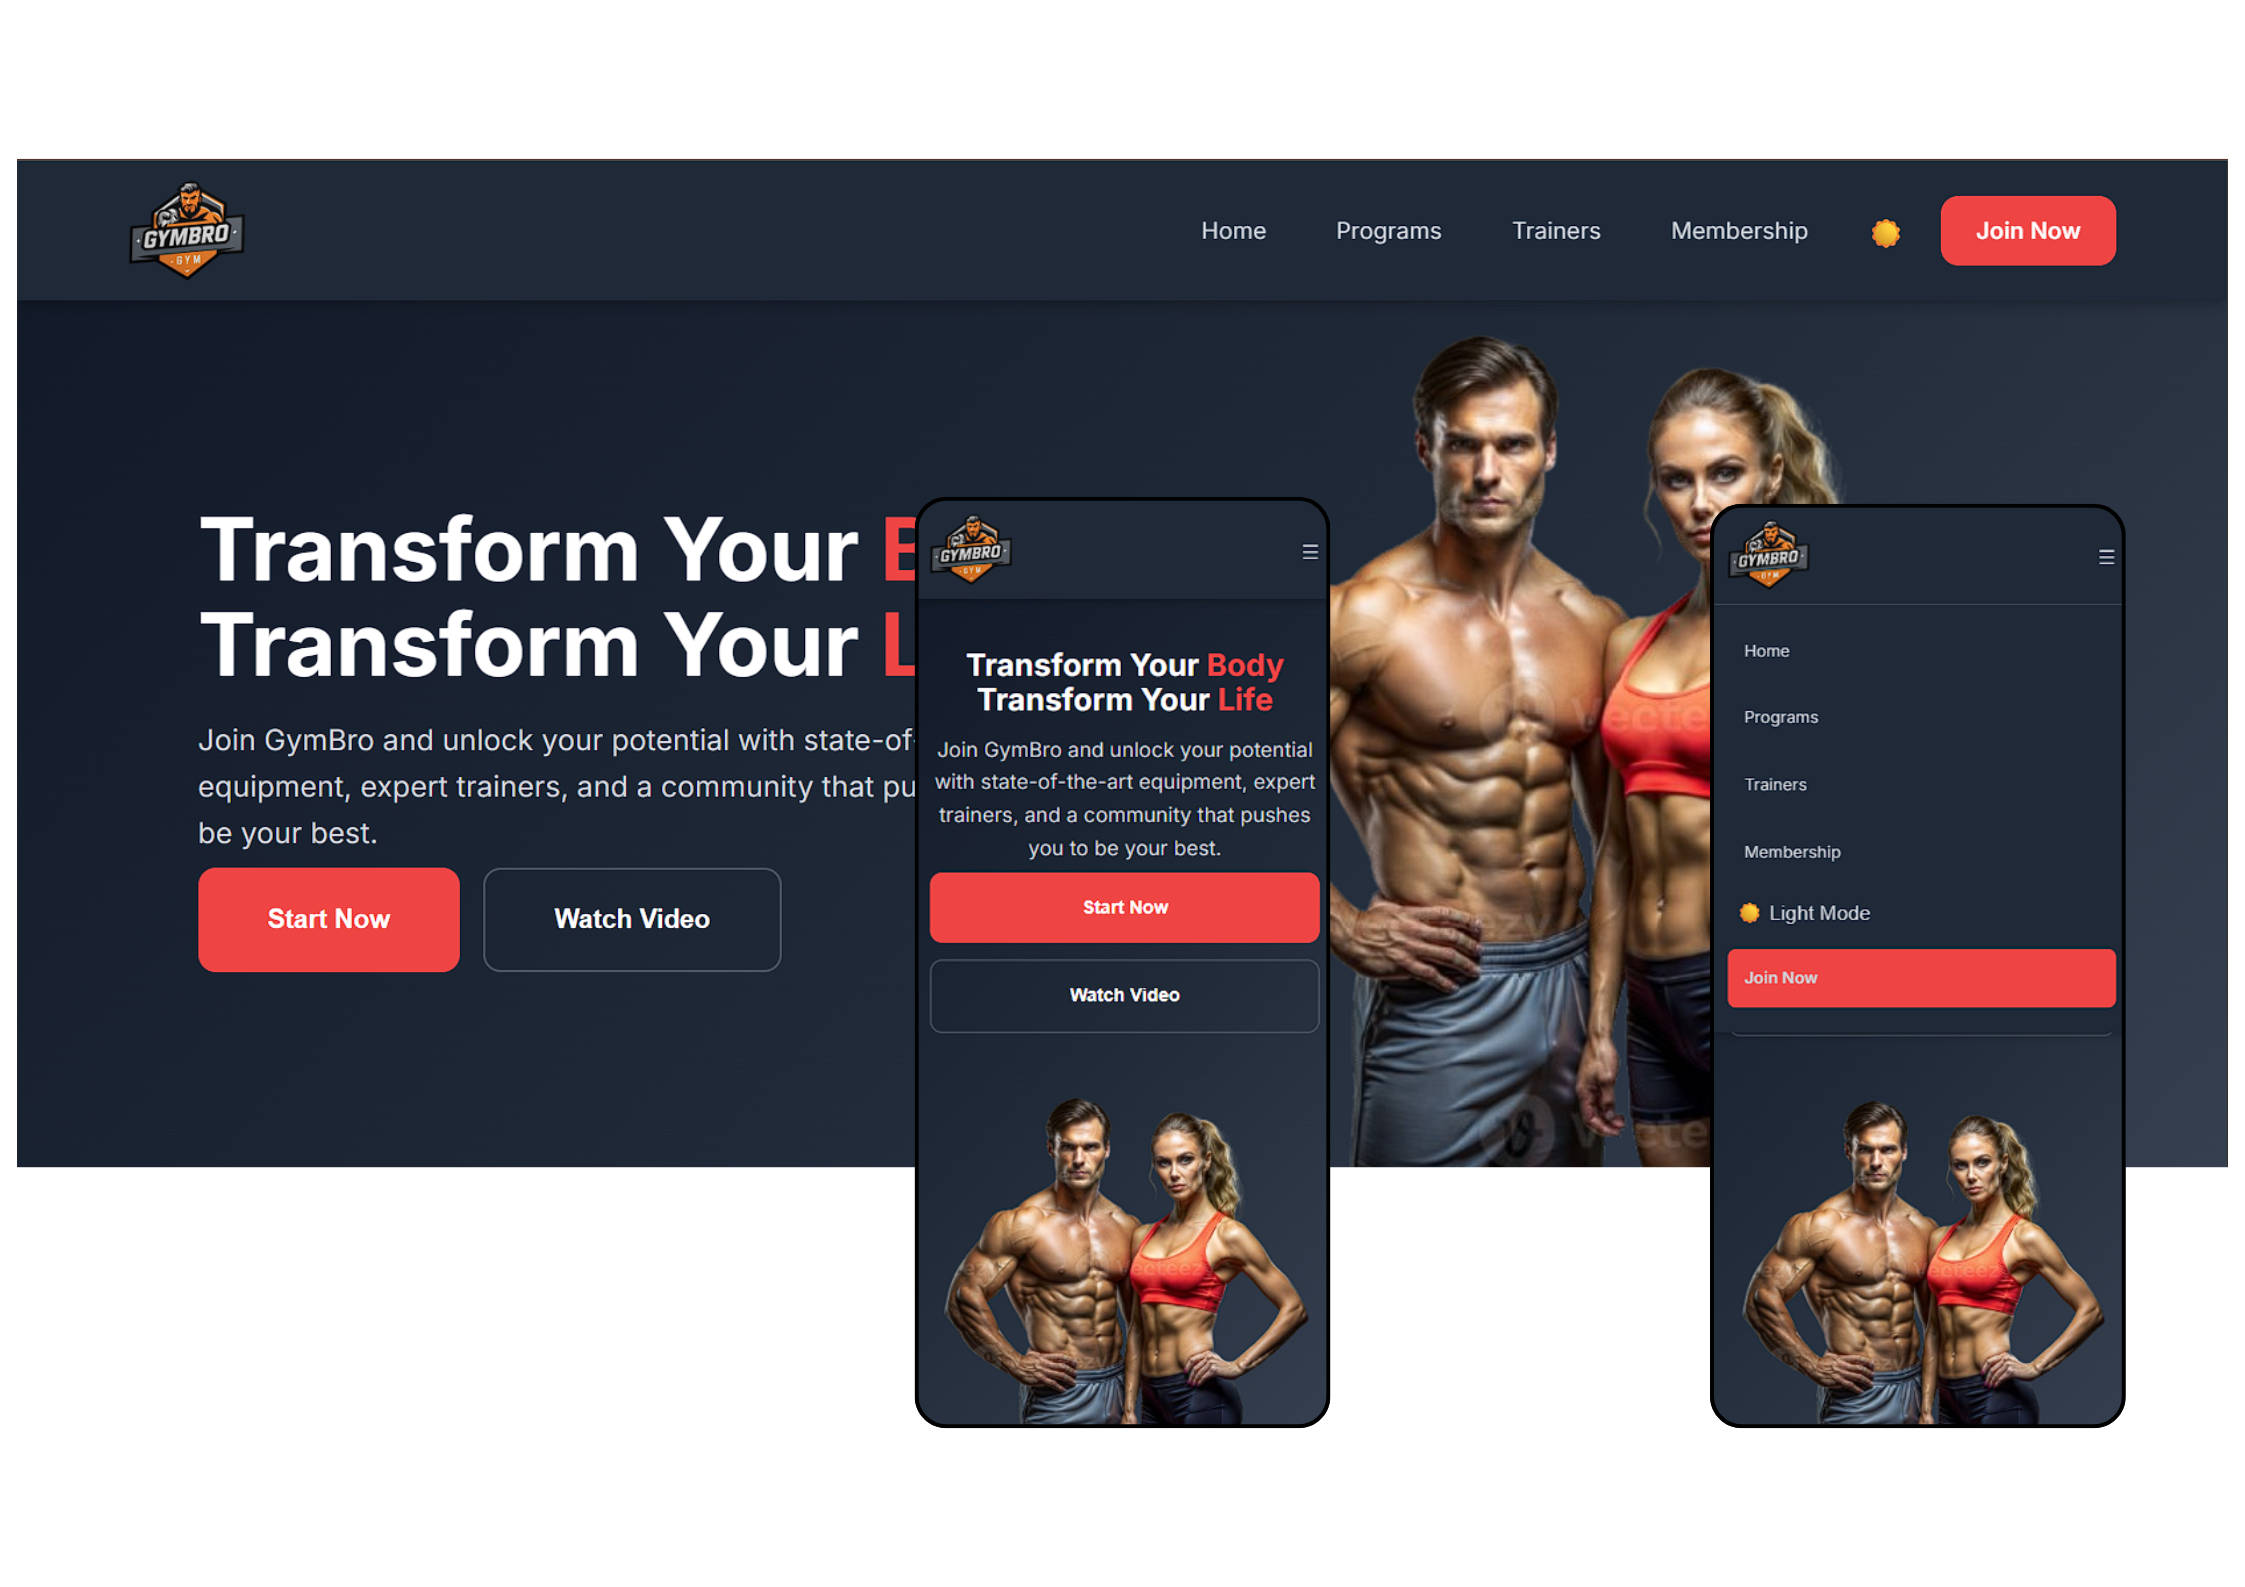 GYMBRO
GYM
Home
Programs
Trainers
Membership
Join Now
Transform Your
Transform Your L
Join GymBro and unlock your potential with state-of-
equipment, expert trainers, and a community that pu
be your best.
Start Now
Watch Video
GYMBRO
GYM
☰
Transform Your Body
Transform Your Life
Join GymBro and unlock your potential
with state-of-the-art equipment, expert
trainers, and a community that pushes
you to be your best.
Start Now
Watch Video
Vecteezy
GYMBRO
GYM
☰
Home
Programs
Trainers
Membership
Light Mode
Join Now
Vecteezy